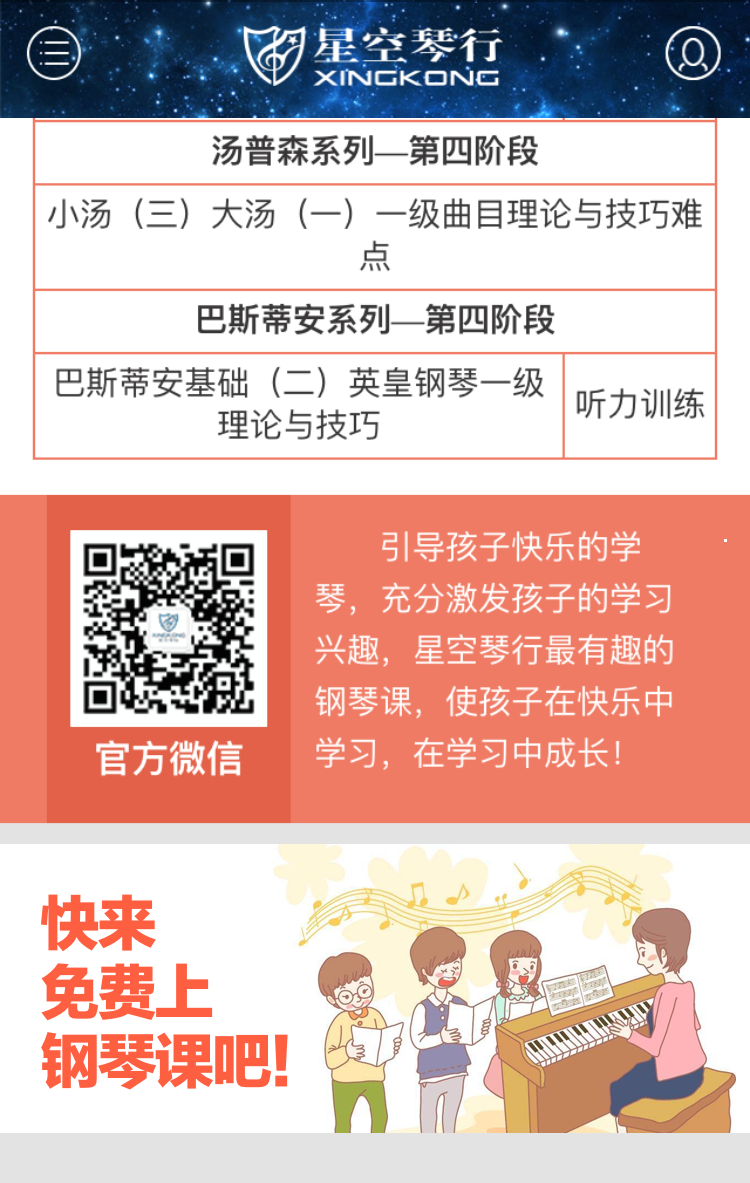 星空琴行
XINGKONG
汤普森系列—第四阶段
小汤（三）大汤（一）一级曲目理论与技巧难
点
巴斯蒂安系列—第四阶段
巴斯蒂安基础（二）英皇钢琴一级
理论与技巧
听力训练
XINGKONG
官方微信
引导孩子快乐的学
琴，充分激发孩子的学习
兴趣，星空琴行最有趣的
钢琴课，使孩子在快乐中
学习，在学习中成长！
快来
免费上
钢琴课吧!